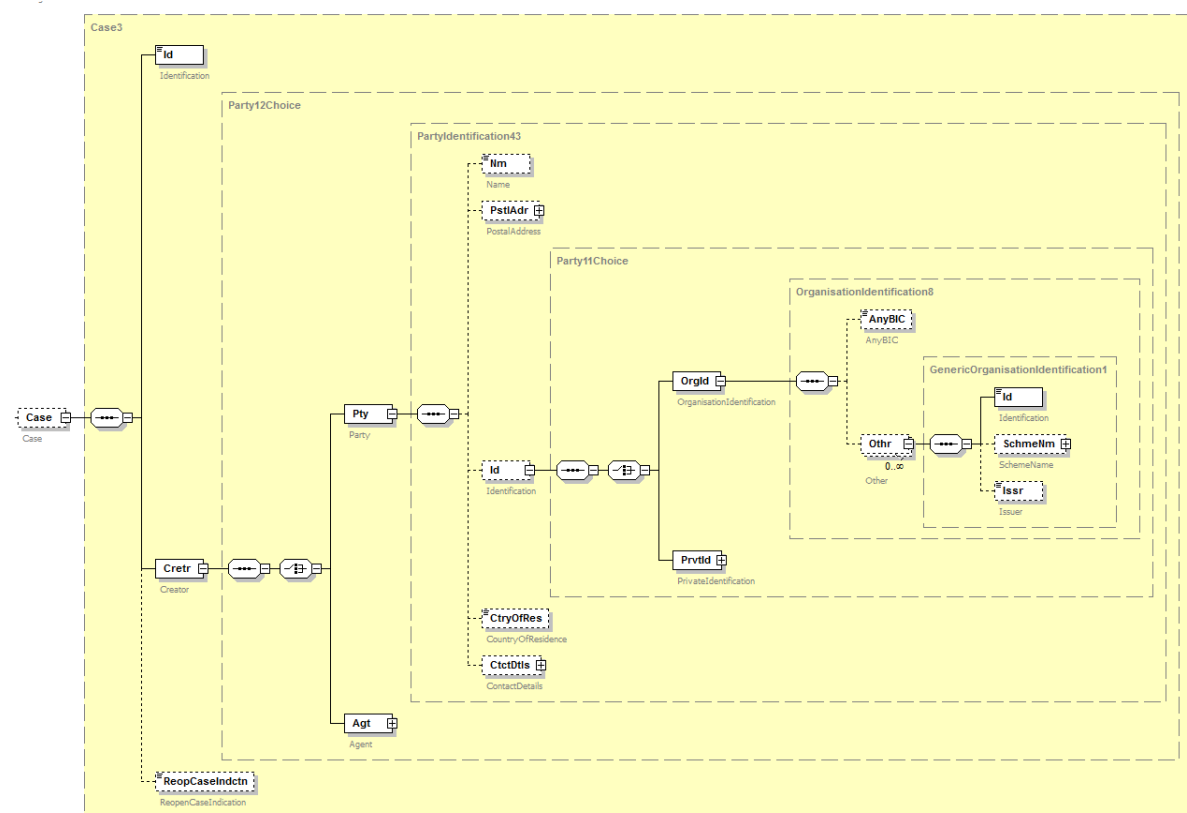 Case3
Id
Identification
Party12Choice
PartyIdentification43
Nm
Name
PstlAdr
PostalAddress
Party11Choice
OrganisationIdentification8
AnyBIC
AnyBIC
GenericOrganisationIdentification1
OrgId
OrganisationIdentification
Id
Identification
Case
Case
Pty
Party
Othr
0..∞
Other
SchmeNm
SchemeName
Id
Identification
Issr
Issuer
Cretr
Creator
PrvtId
PrivateIdentification
CtryOfRes
CountryOfResidence
CtctDtls
ContactDetails
Agt
Agent
ReopCaseIndctn
ReopenCaseIndication